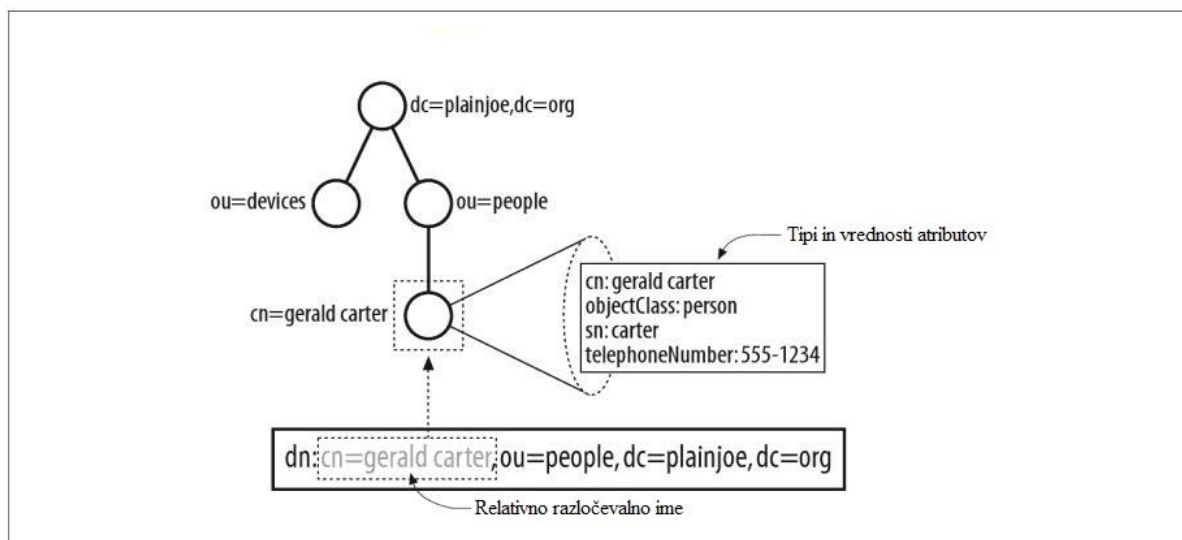 dc=plainjoe,dc=org
ou=devices
ou=people
Tipi in vrednosti atributov
cn: gerald carter
objectClass: person
sn: carter
telephoneNumber: 555-1234
cn=gerald carter
dn: cn=gerald carter, ou=people, dc=plainjoe, dc=org
Relativno razločevalno ime